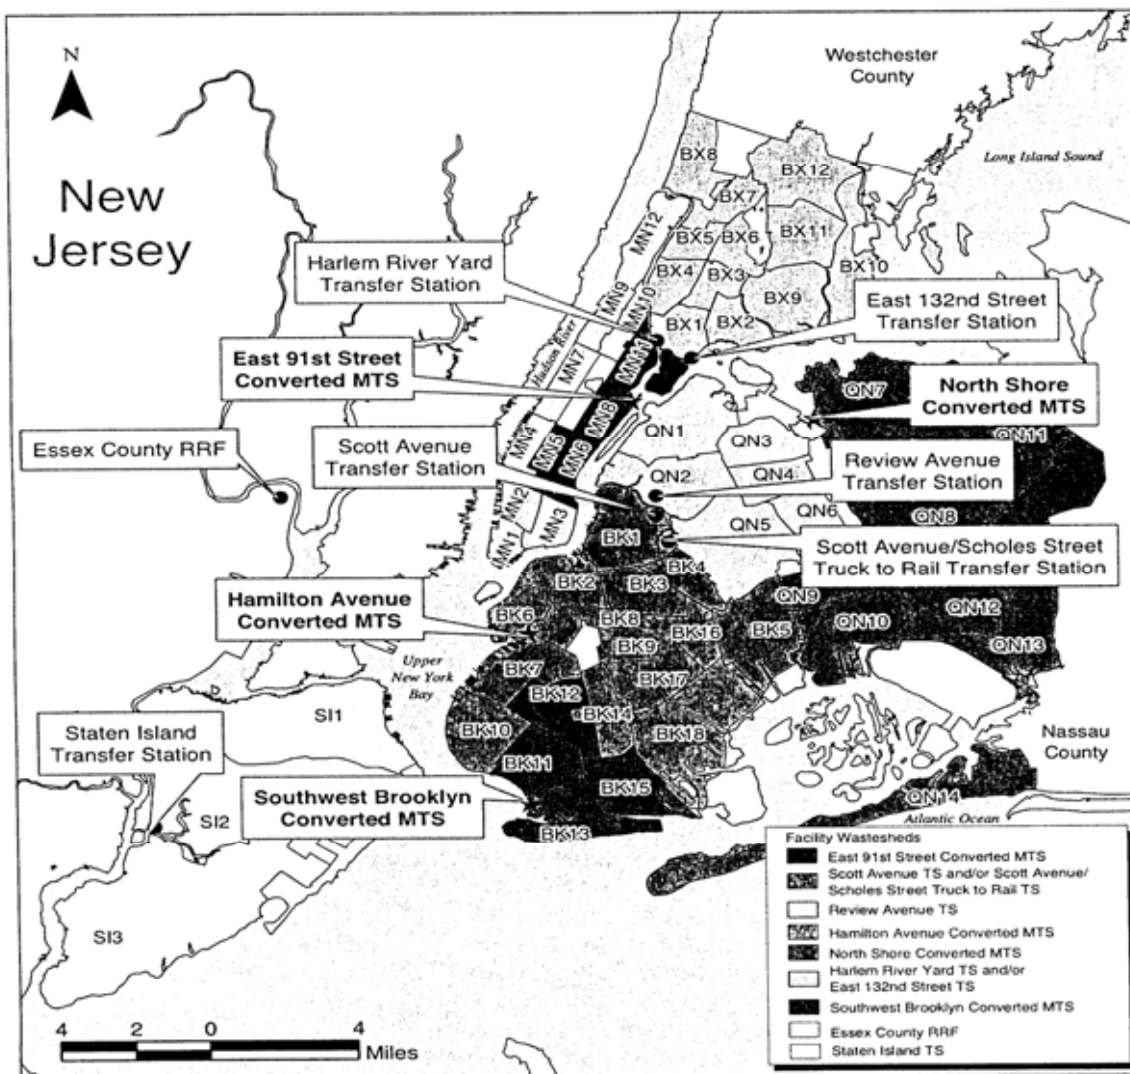 N
New
Jersey
Westchester
County
Long Island Sound
Hudson River
Harlem River Yard
Transfer Station
East 132nd Street
Transfer Station
East 91st Street
Converted MTS
North Shore
Converted MTS
Essex County RRF
Scott Avenue
Transfer Station
Review Avenue
Transfer Station
Scott Avenue/Scholes Street
Truck to Rail Transfer Station
Hamilton Avenue
Converted MTS
Upper
New York
Bay
Staten Island
Transfer Station
Southwest Brooklyn
Converted MTS
Nassau
County
Atlantic Ocean
BX8
BX12
BX7
BX5
BX6
BX11
BX4
BX3
BX10
BX9
BX1
BX2
MN12
MN9
MN10
MN11
MN7
MN8
MN4
MN5
MN6
MN2
MN3
MN1
QN7
QN11
QN1
QN3
QN2
QN4
QN5
QN6
QN8
QN9
QN10
QN12
QN13
QN14
BK1
BK4
BK2
BK3
BK6
BK8
BK16
BK9
BK5
BK7
BK17
BK12
BK14
BK10
BK18
BK11
BK15
BK13
SI1
SI2
SI3
4 2 0 4
Miles
Facility Wastesheds
East 91st Street Converted MTS
Scott Avenue TS and/or Scott Avenue/
Scholes Street Truck to Rail TS
Review Avenue TS
Hamilton Avenue Converted MTS
North Shore Converted MTS
Harlem River Yard TS and/or
East 132nd Street TS
Southwest Brooklyn Converted MTS
Essex County RRF
Staten Island TS